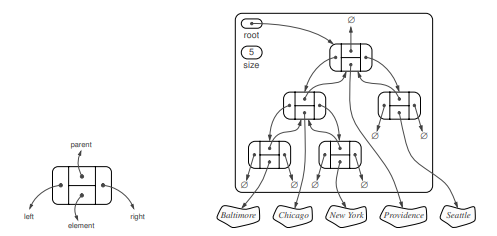 parent
left
element
right
∅
root
5
size
∅ ∅
∅ ∅ ∅ ∅
Baltimore Chicago New York Providence Seattle